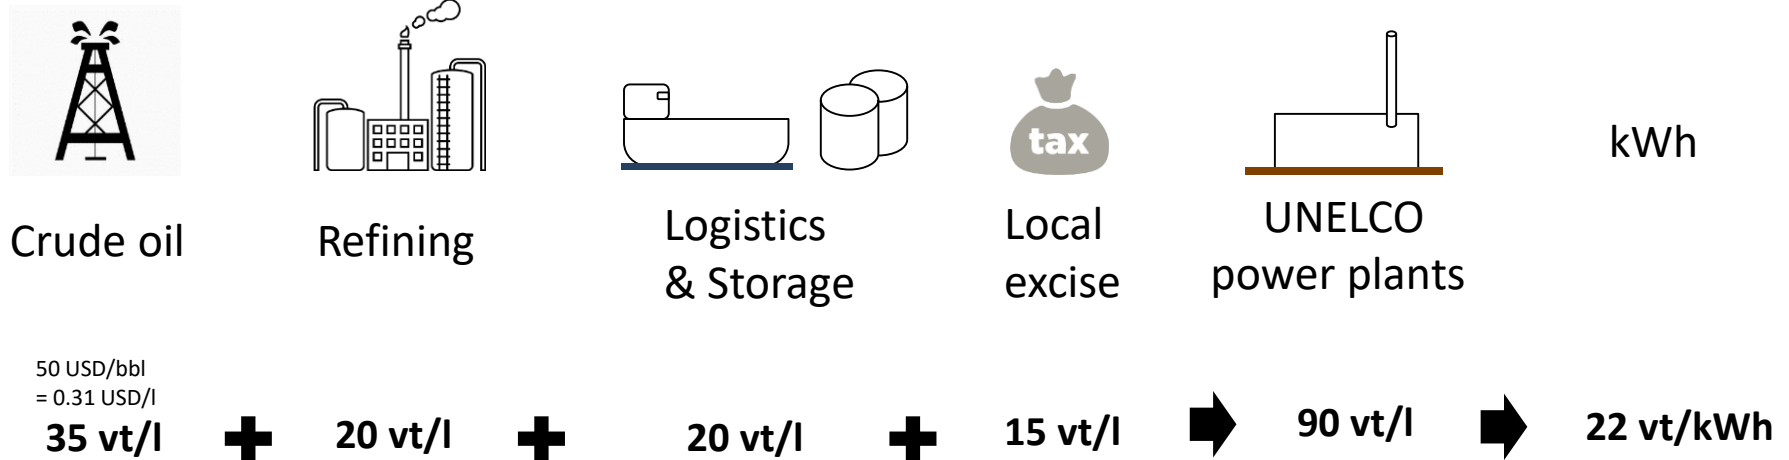 tax
kWh
Crude oil
Refining
Logistics
& Storage
Local
excise
UNELCO
power plants
50 USD/bbl
= 0.31 USD/l
35 vt/l
20 vt/l
20 vt/l
15 vt/l
90 vt/l
22 vt/kWh